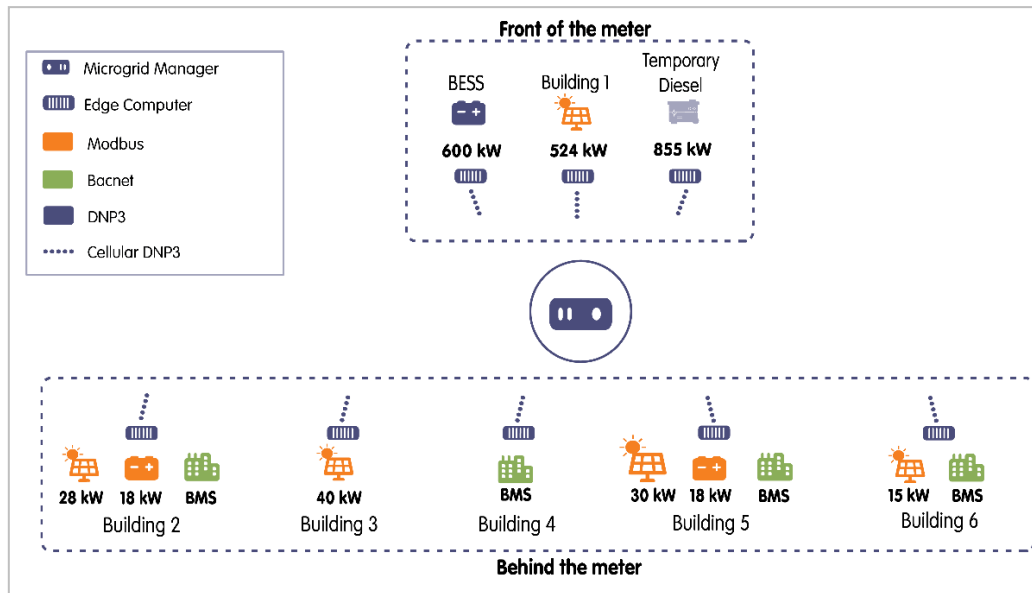 Front of the meter
Microgrid Manager
Edge Computer
Modbus
Bacnet
DNP3
Cellular DNP3
BESS
600 kW
Building 1
524 kW
Temporary
Diesel
855 kW
28 kW
18 kW
BMS
Building 2
40 kW
Building 3
BMS
Building 4
30 kW
18 kW
BMS
Building 5
15 kW
BMS
Building 6
Behind the meter